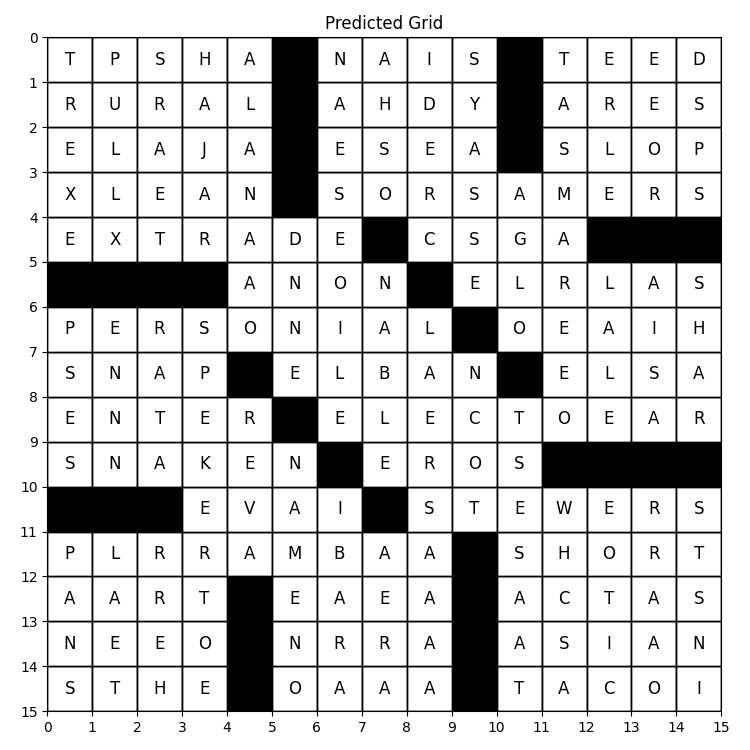 Predicted Grid
0 T P S H A N A I S T E E D
1 R U R A L A H D Y A R E S
2 E L A J A E S E A S L O P
3 X L E A N S O R S A M E R S
4 E X T R A D E C S G A
5 A N O N E L R L A S
6 P E R S O N I A L O E A I H
7 S N A P E L B A N E L S A
8 E N T E R E L E C T O E A R
9 S N A K E N E R O S
10 E V A I S T E W E R S
11 P L R R A M B A A S H O R T
12 A A R T E A E A A C T A S
13 N E E O N R R A A S I A N
14 S T H E O A A A T A C O I
15
0 1 2 3 4 5 6 7 8 9 10 11 12 13 14 15